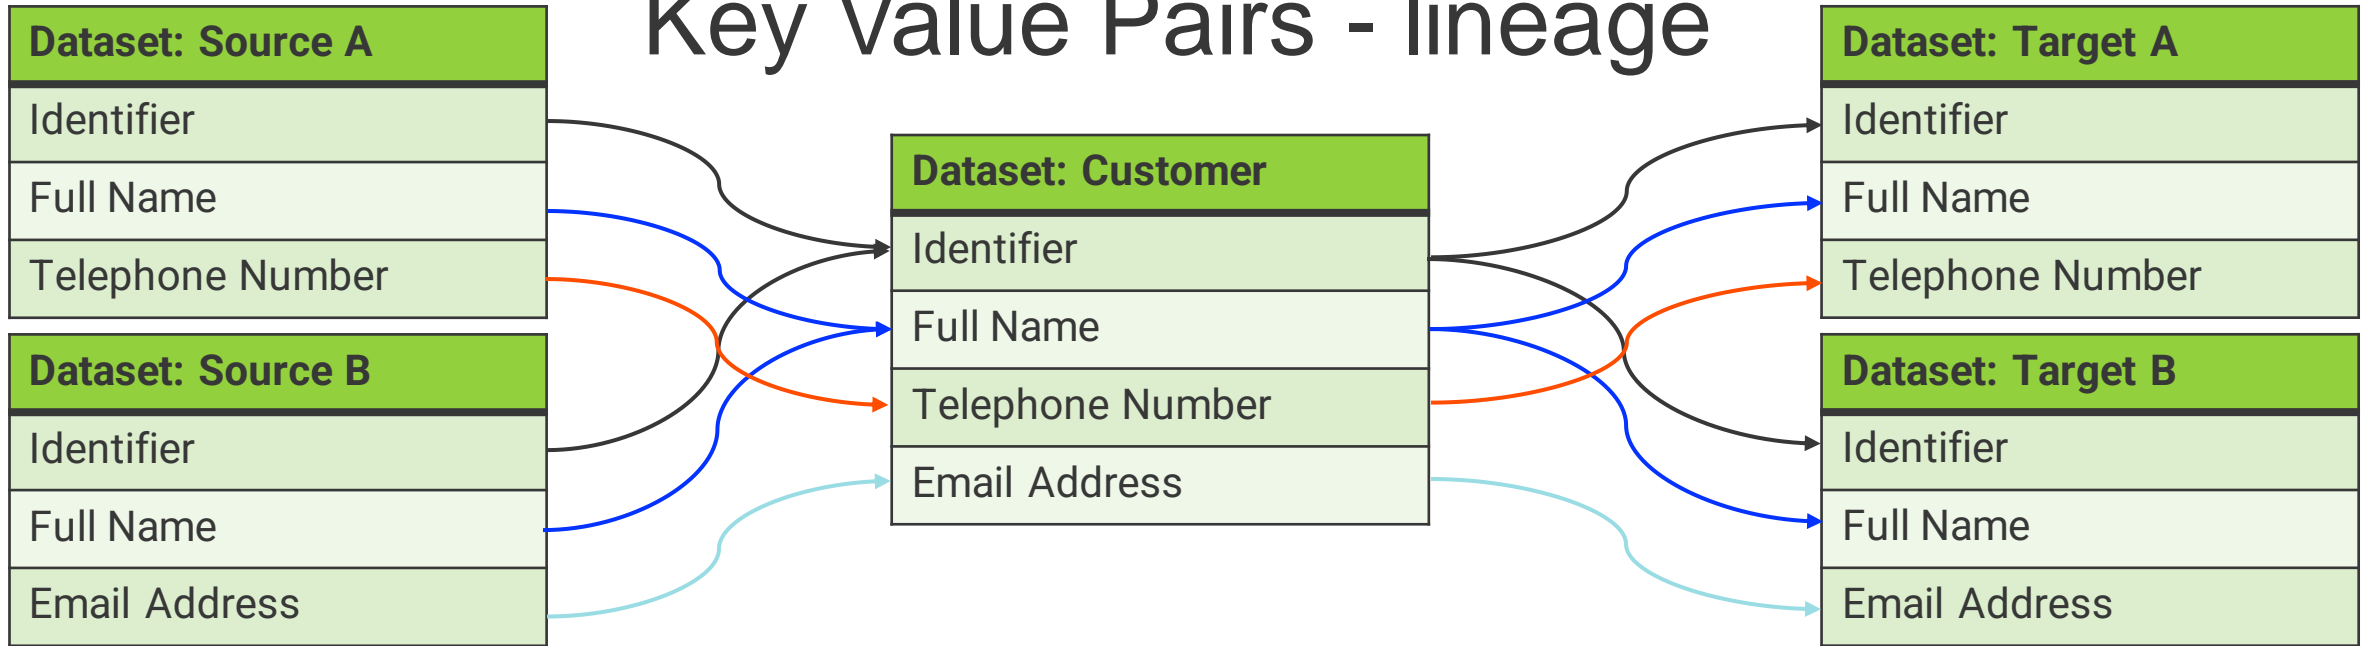 Key Value Pairs - lineage
Dataset: Source A
Identifier
Full Name
Telephone Number
Dataset: Source B
Identifier
Full Name
Email Address
Dataset: Customer
Identifier
Full Name
Telephone Number
Email Address
Dataset: Target A
Identifier
Full Name
Telephone Number
Dataset: Target B
Identifier
Full Name
Email Address